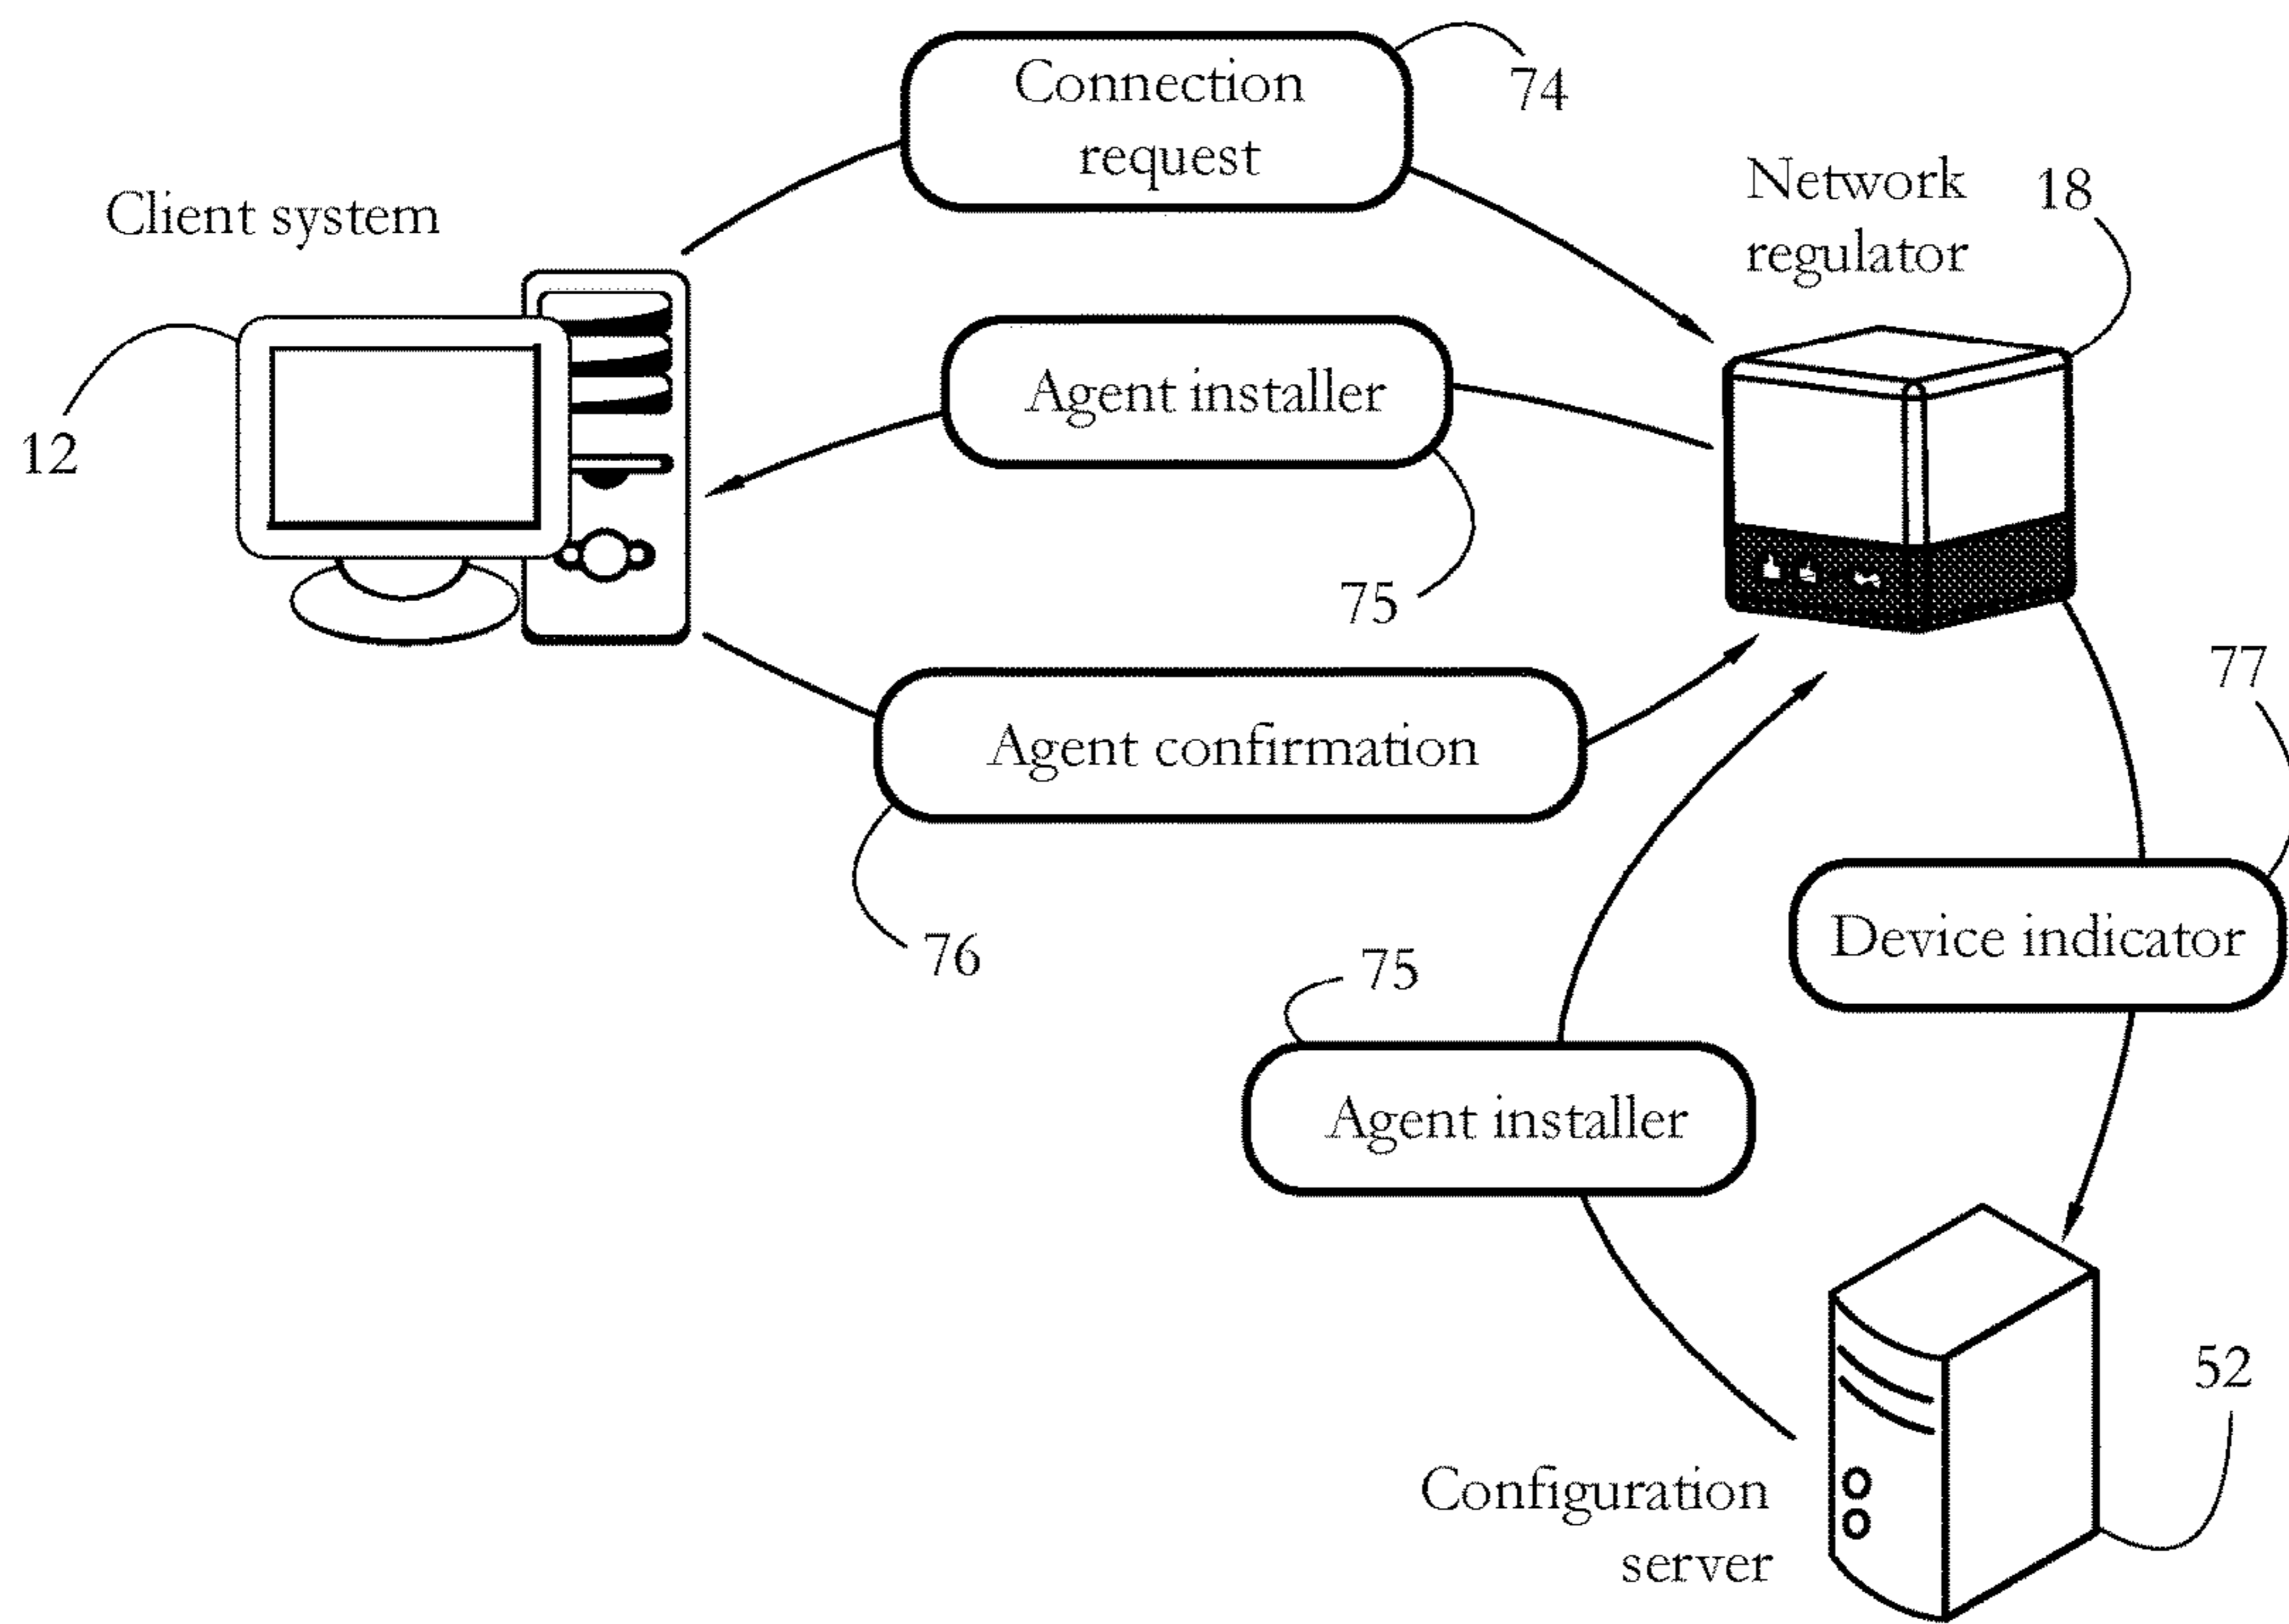 Connection
request
74
Network
regulator
18
Client system
12
Agent installer
75
77
Agent confirmation
76
Device indicator
75
Agent installer
52
Configuration
server